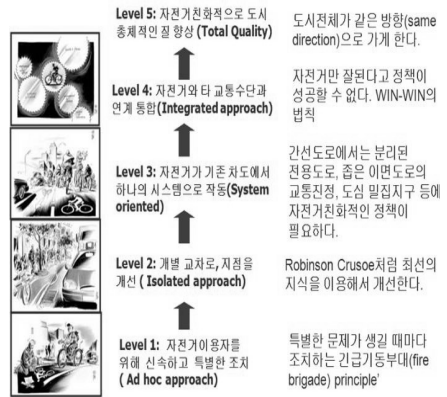 Level 5: 자전거친화적으로 도시
총체적인 질 향상 (Total Quality)
도시전체가 같은 방향(same
direction)으로 가게 한다.
Level 4: 자전거와 타 교통수단과
연계 통합(Integrated approach)
자전거만 잘된다고 정책이
성공할 수 없다. WIN-WIN의
법칙
Level 3: 자전거가 기존 차도에서
하나의 시스템으로 작동(System
oriented)
간선도로에서는 분리된
전용도로, 좁은 이면도로의
교통진정, 도심 밀집지구 등에
자전거친화적인 정책이
필요하다.
Level 2: 개별 교차로, 지점을
개선 ( Isolated approach)
Robinson Crusoe처럼 최선의
지식을 이용해서 개선한다.
Level 1: 자전거이용자를
위해 신속하고 특별한 조치
( Ad hoc approach)
특별한 문제가 생길 때마다
조치하는 긴급기동부대(fire
brigade) principle'